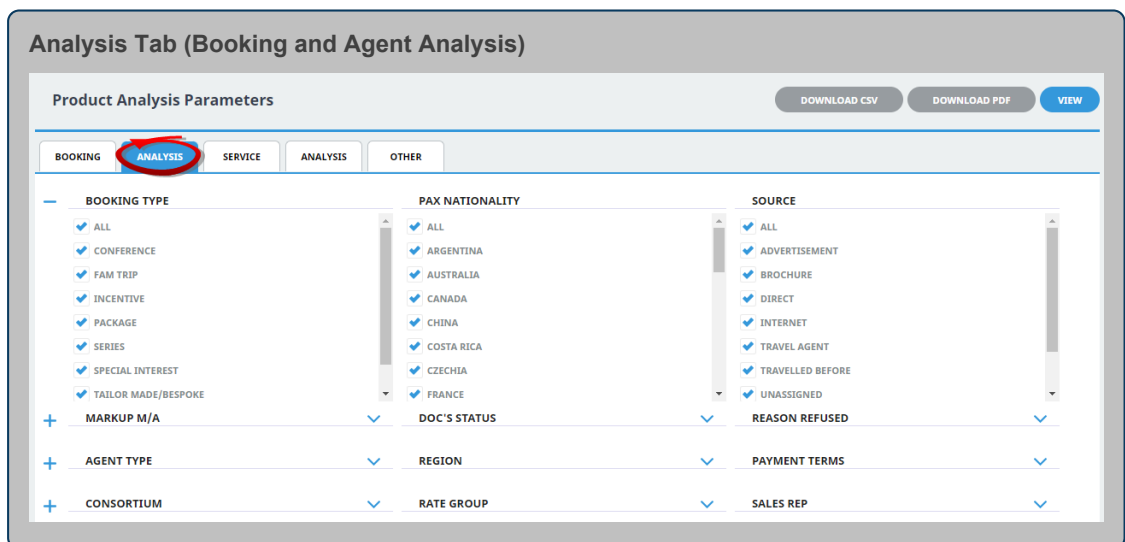 Analysis Tab (Booking and Agent Analysis)
Product Analysis Parameters
DOWNLOAD CSV
DOWNLOAD PDF
VIEW
BOOKING
ANALYSIS
SERVICE
ANALYSIS
OTHER
BOOKING TYPE
ALL
CONFERENCE
FAM TRIP
INCENTIVE
PACKAGE
SERIES
SPECIAL INTEREST
TAILOR MADE/BESPOKE
PAX NATIONALITY
ALL
ARGENTINA
AUSTRALIA
CANADA
CHINA
COSTA RICA
CZECHIA
FRANCE
SOURCE
ALL
ADVERTISEMENT
BROCHURE
DIRECT
INTERNET
TRAVEL AGENT
TRAVELLED BEFORE
UNASSIGNED
MARKUP M/A
DOC'S STATUS
REASON REFUSED
AGENT TYPE
REGION
PAYMENT TERMS
CONSORTIUM
RATE GROUP
SALES REP